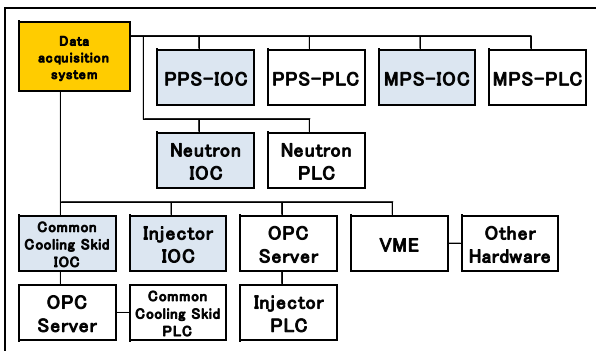 Data
acquisition
system
PPS-IOC
PPS-PLC
MPS-IOC
MPS-PLC
Neutron
IOC
Neutron
PLC
Common
Cooling Skid
IOC
Injector
IOC
OPC
Server
VME
Other
Hardware
OPC
Server
Common
Cooling Skid
PLC
Injector
PLC